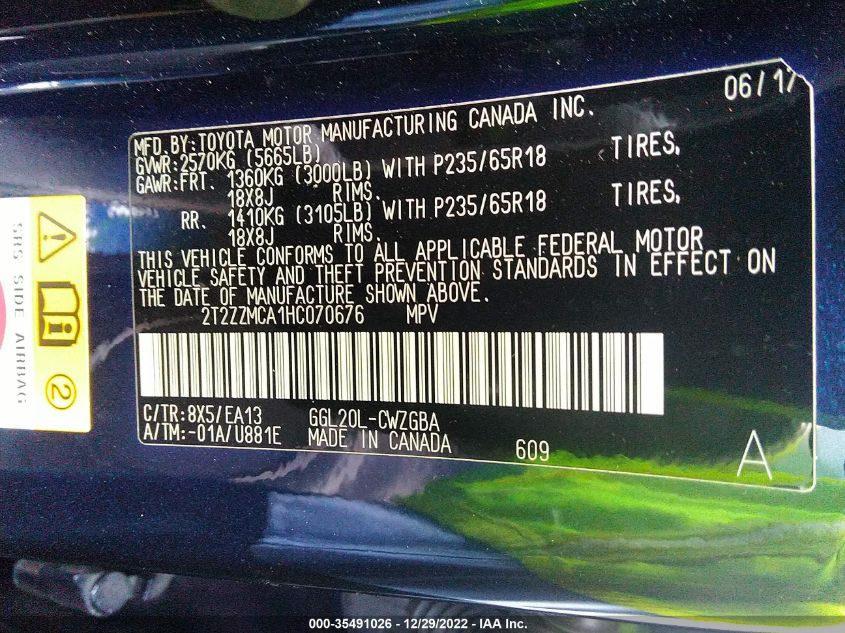 06/17
MFD. BY: TOYOTA MOTOR MANUFACTURING CANADA INC.
GVWR: 2570KG (5665LB)
GAWR: FRT. 1360KG (3000LB) WITH P235/65R18 TIRES,
18X8J RIMS.
RR. 1410KG (3105LB) WITH P235/65R18 TIRES,
18X8J RIMS.
THIS VEHICLE CONFORMS TO ALL APPLICABLE FEDERAL MOTOR
VEHICLE SAFETY AND THEFT PREVENTION STANDARDS IN EFFECT ON
THE DATE OF MANUFACTURE SHOWN ABOVE.
2T2ZZMCA1HC070676 MPV
C/TR: 8X5/EA13 GGL20L-CWZGBA
A/TM: -01A/U881E MADE IN CANADA 609 A
SRS SIDE AIRBAG
2
000-35491026 - 12/29/2022 - IAA Inc.